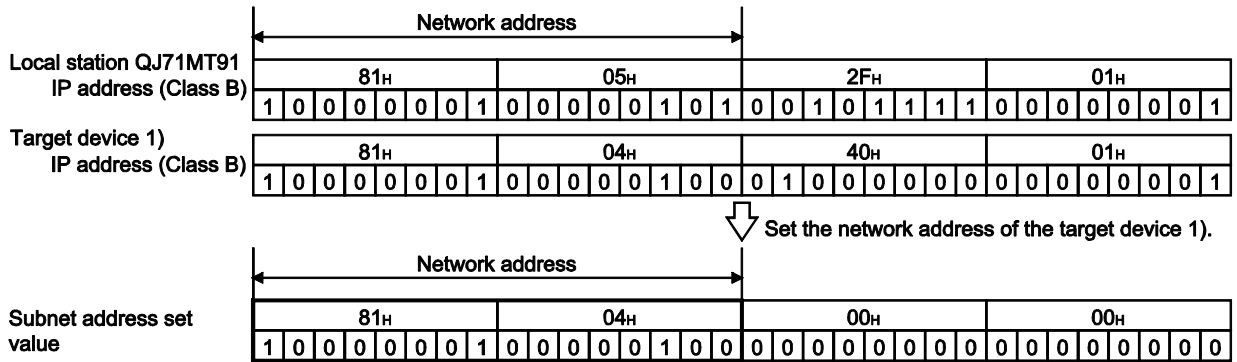 Network address
Local station QJ71MT91
IP address (Class B)
81H 05H 2FH 01H
1 0 0 0 0 0 0 1 0 0 0 0 0 1 0 1 0 0 1 0 1 1 1 1 0 0 0 0 0 0 0 1
Target device 1)
IP address (Class B)
81H 04H 40H 01H
1 0 0 0 0 0 0 1 0 0 0 0 0 1 0 0 0 1 0 0 0 0 0 0 0 0 0 0 0 0 0 1
Set the network address of the target device 1).
Network address
Subnet address set
value
81H 04H 00H 00H
1 0 0 0 0 0 0 1 0 0 0 0 0 1 0 0 0 0 0 0 0 0 0 0 0 0 0 0 0 0 0 0